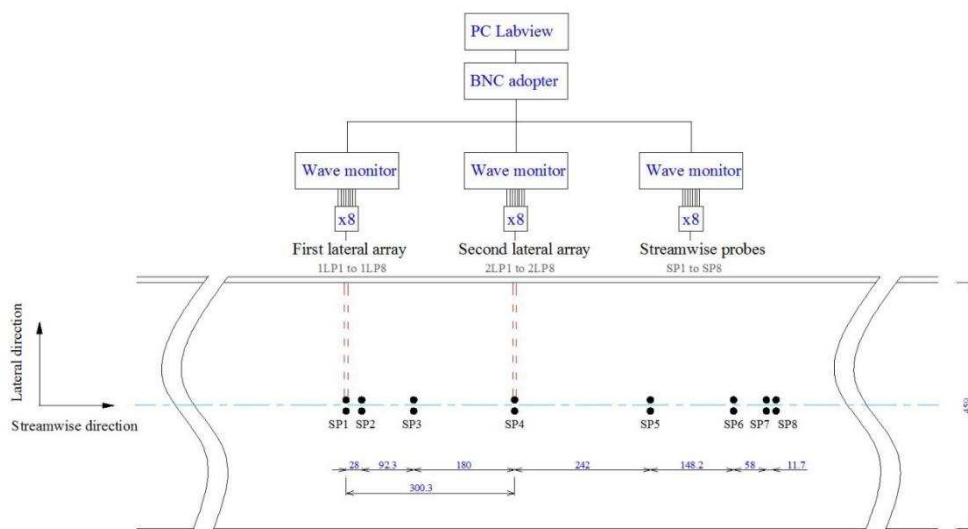 PC Labview
BNC adopter
Wave monitor Wave monitor Wave monitor
x8 x8 x8
First lateral array Second lateral array Streamwise probes
1LP1 to 1LP8 2LP1 to 2LP8 SP1 to SP8
Lateral direction
Streamwise direction
SP1 SP2 SP3 SP4 SP5 SP6 SP7 SP8
28 92.3 180 242 148.2 58 11.7
300.3